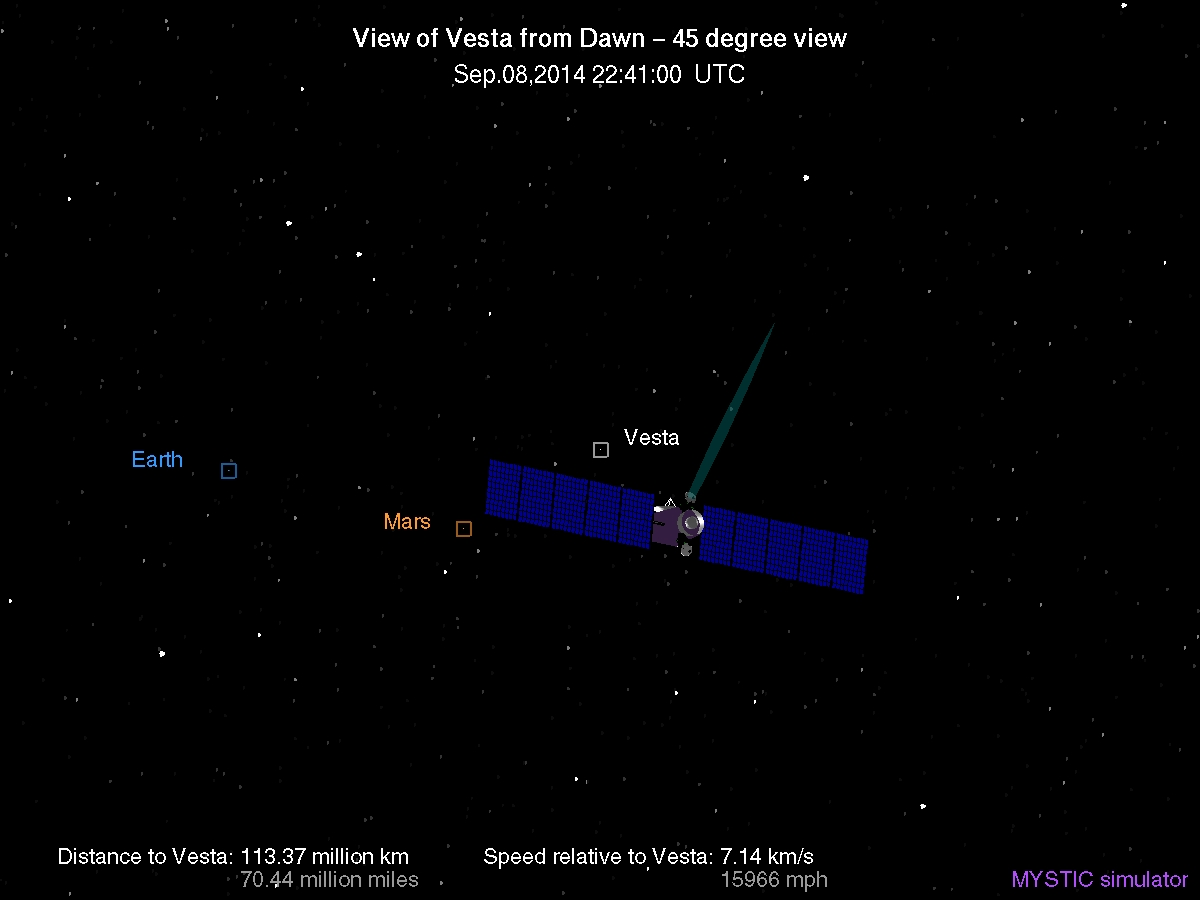 View of Vesta from Dawn – 45 degree view
Sep.08,2014 22:41:00 UTC
Vesta
Earth
Mars
Distance to Vesta: 113.37 million km
70.44 million miles
Speed relative to Vesta: 7.14 km/s
15966 mph
MYSTIC simulator